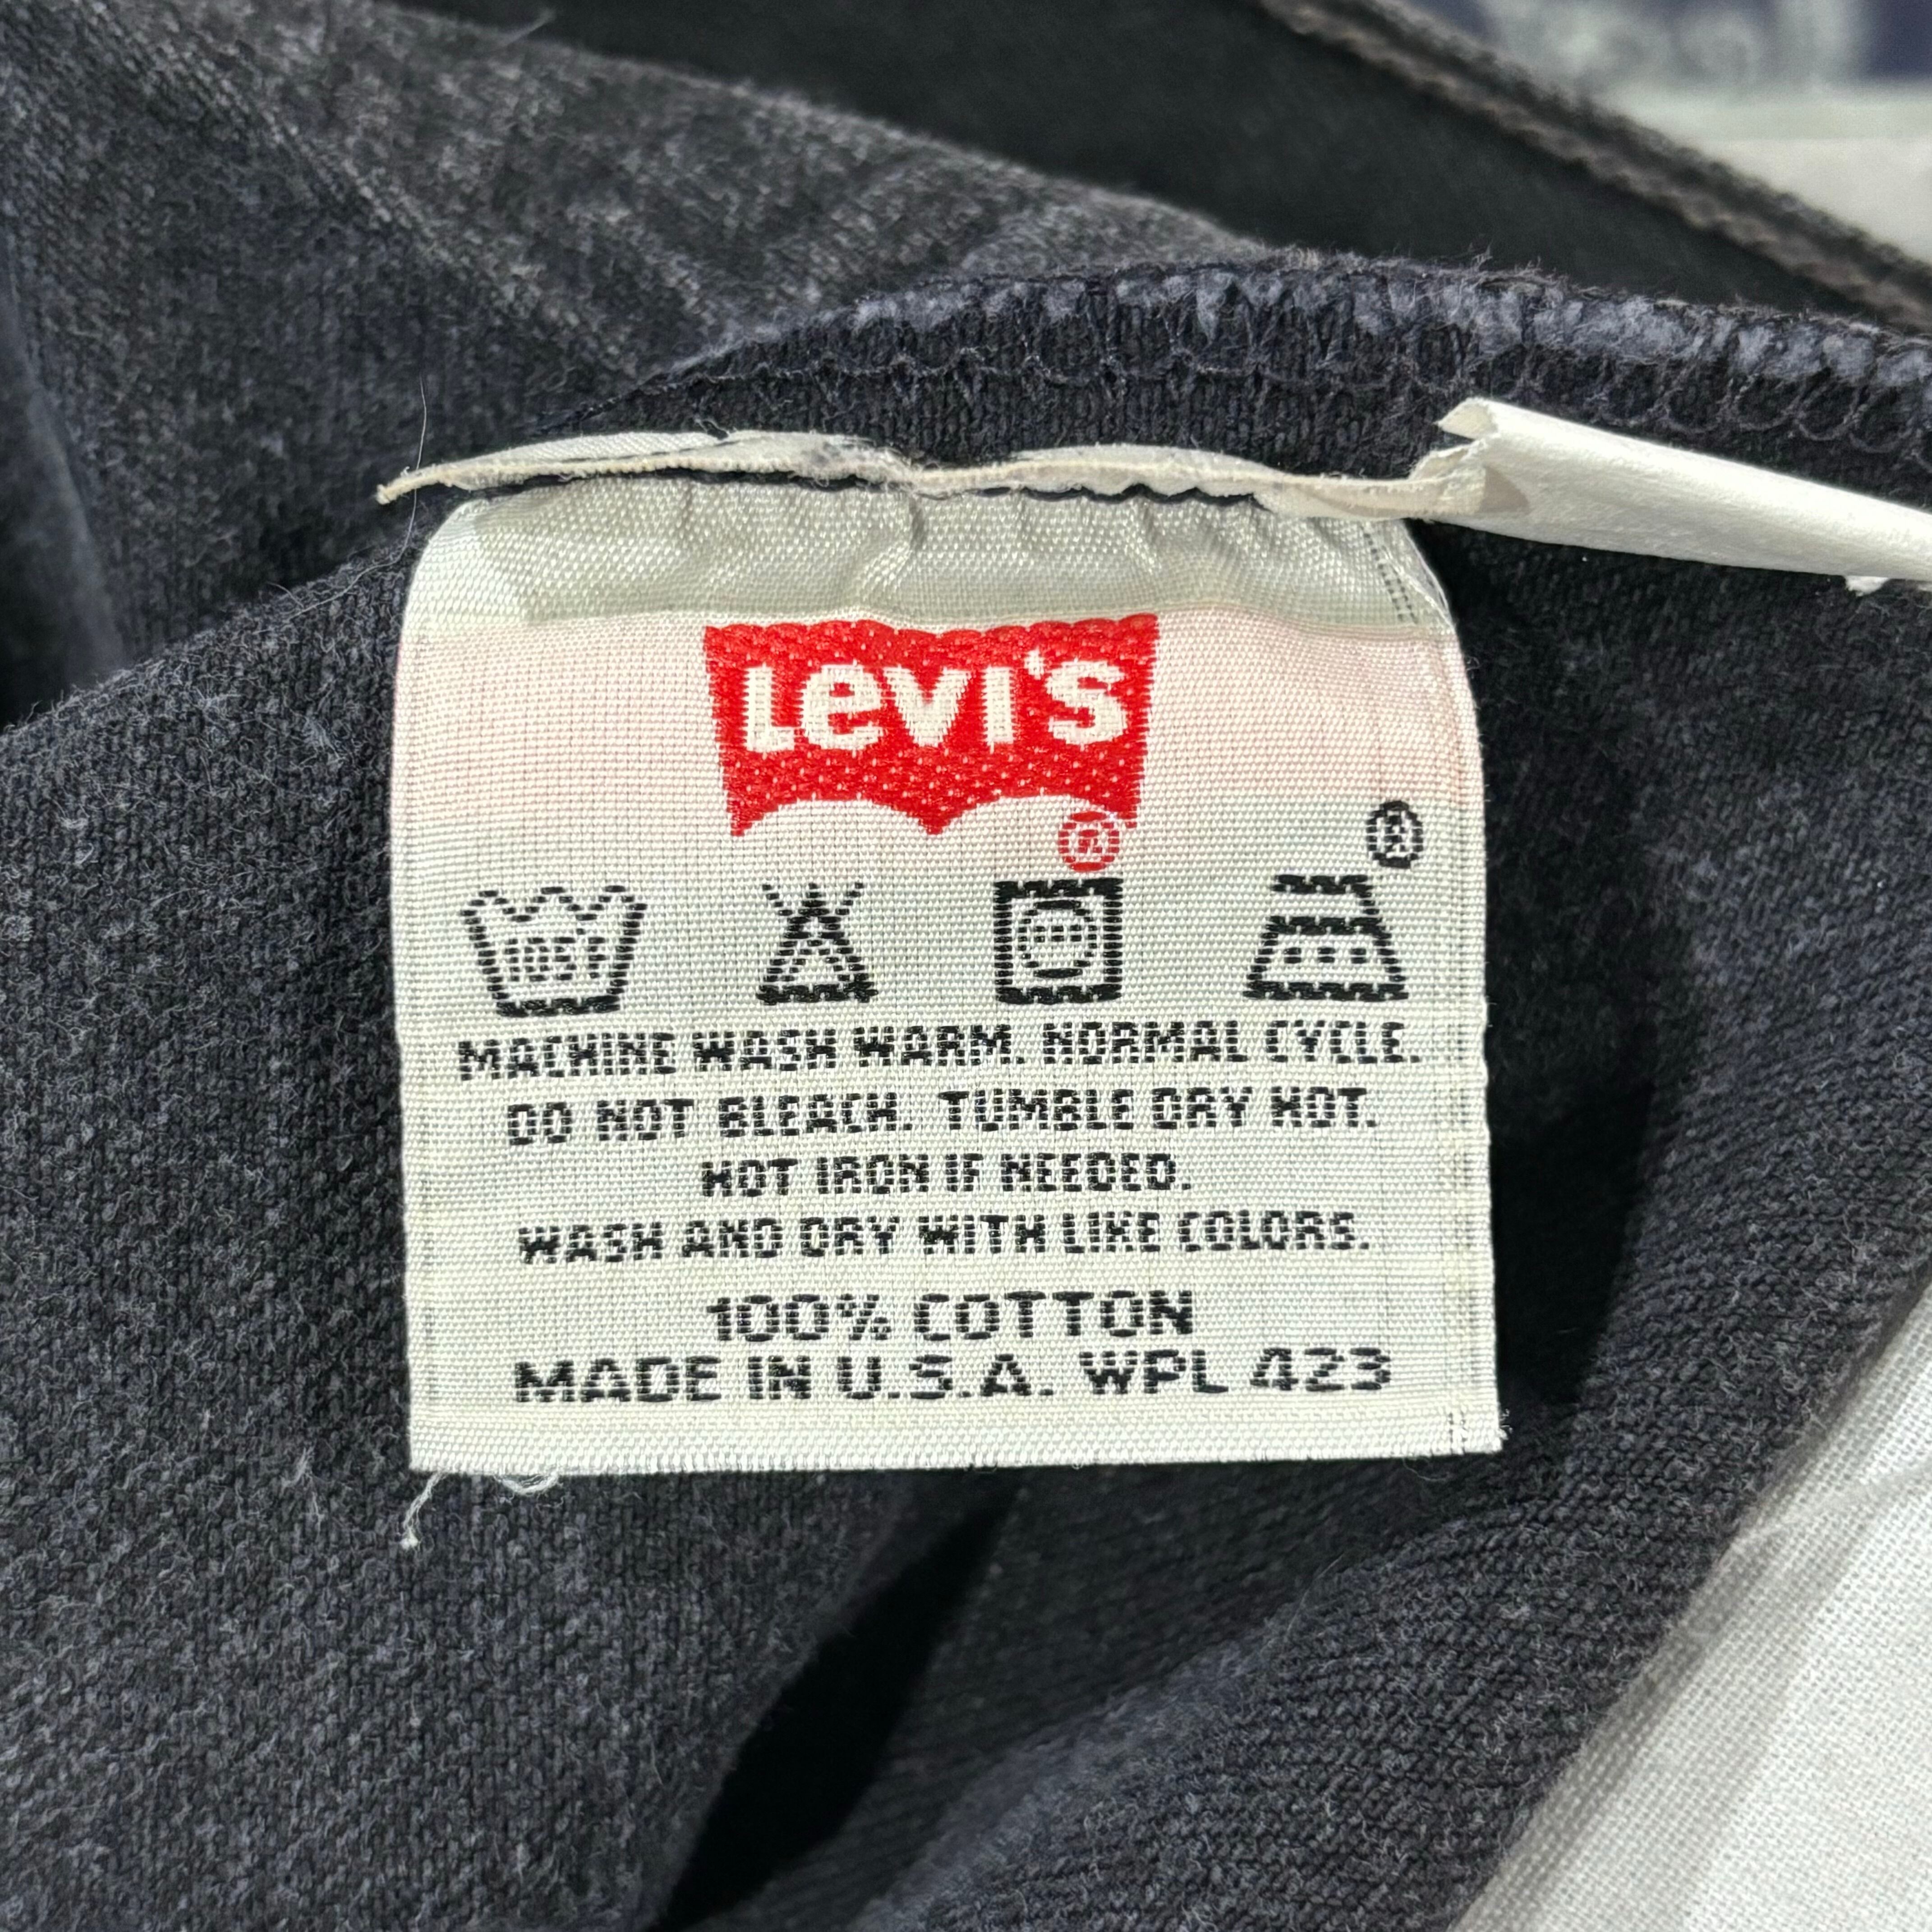 Levi's
®
®
105°F
MACHINE WASH WARM. NORMAL CYCLE.
DO NOT BLEACH. TUMBLE DRY HOT.
HOT IRON IF NEEDED.
WASH AND DRY WITH LIKE COLORS.
100% COTTON
MADE IN U.S.A. WPL 423